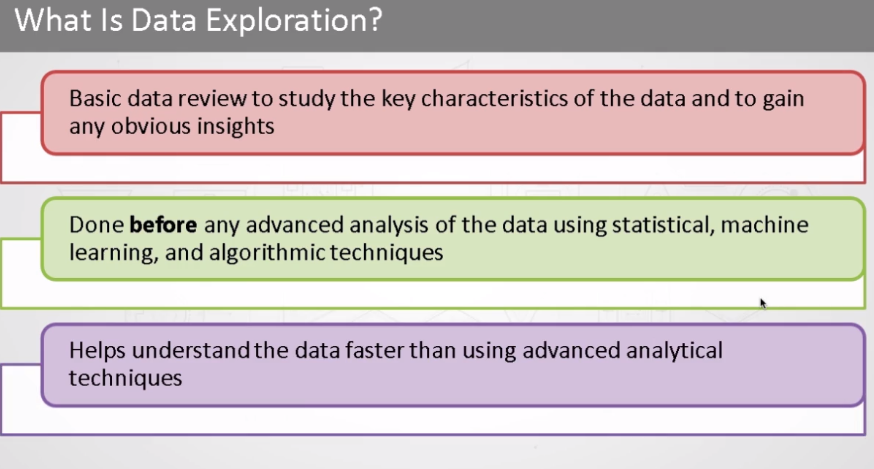 What Is Data Exploration?
Basic data review to study the key characteristics of the data and to gain
any obvious insights
Done before any advanced analysis of the data using statistical, machine
learning, and algorithmic techniques
Helps understand the data faster than using advanced analytical
techniques